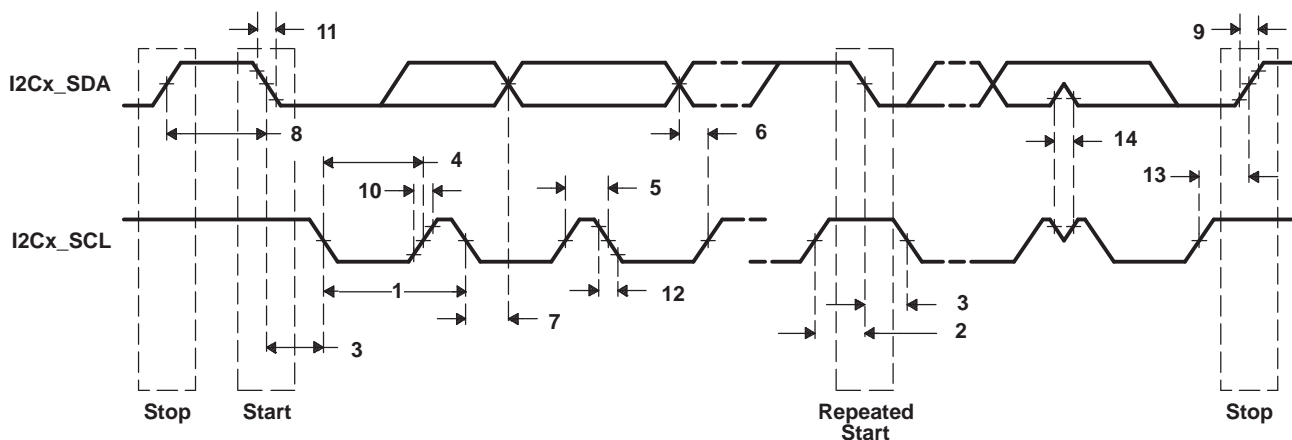 11
9
I2Cx_SDA
8
6
4
14
10
5
13
I2Cx_SCL
1
12
3
7
2
3
Stop
Start
Repeated
Start
Stop